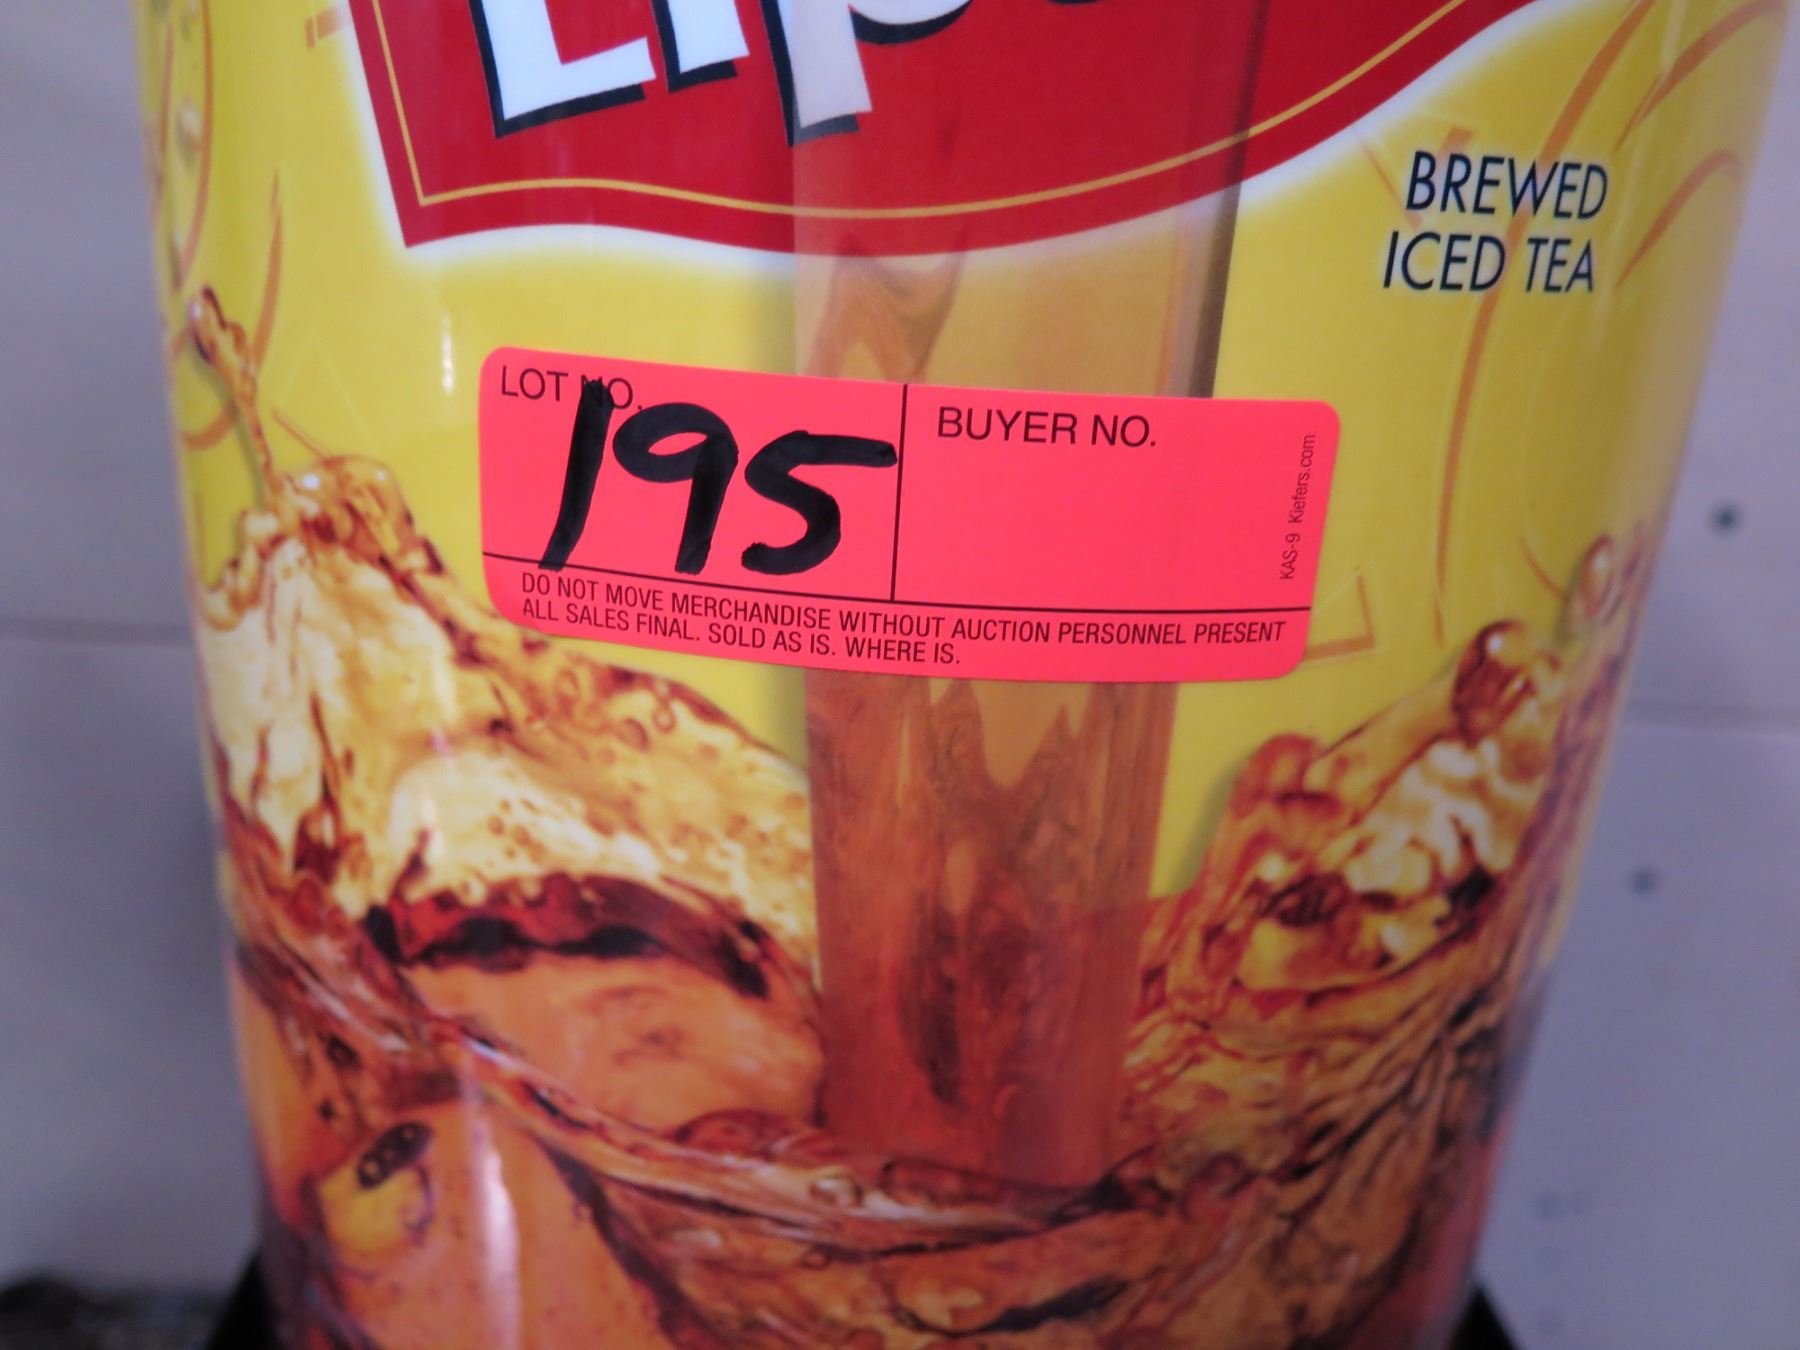 BREWED
ICED TEA
LOT NO.
195
BUYER NO.
KAS-9 Kiefers.com
DO NOT MOVE MERCHANDISE WITHOUT AUCTION PERSONNEL PRESENT
ALL SALES FINAL. SOLD AS IS. WHERE IS.